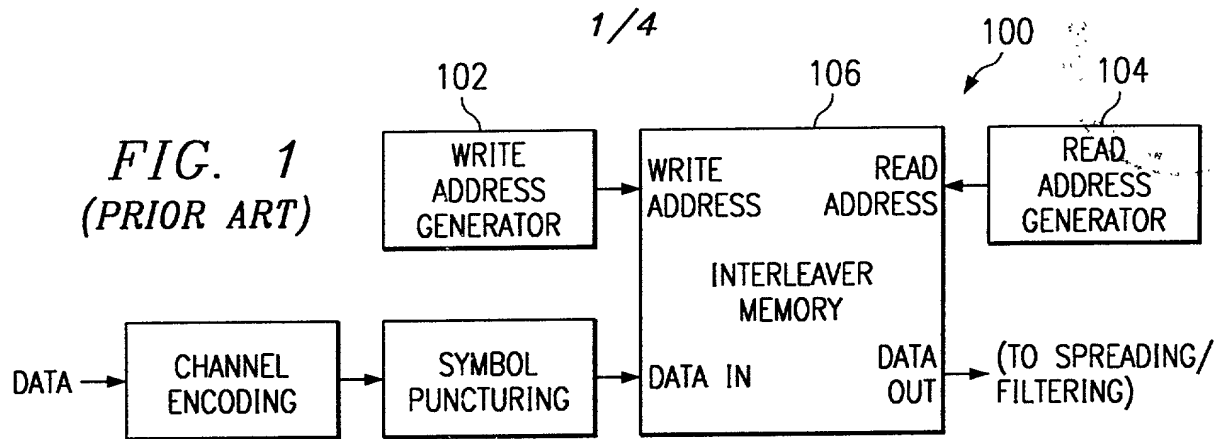 1/4
100
102
106
104
FIG. 1
(PRIOR ART)
WRITE
ADDRESS
GENERATOR
WRITE
ADDRESS
READ
ADDRESS
READ
ADDRESS
GENERATOR
INTERLEAVER
MEMORY
DATA
CHANNEL
ENCODING
SYMBOL
PUNCTURING
DATA IN
DATA
OUT
(TO SPREADING/
FILTERING)